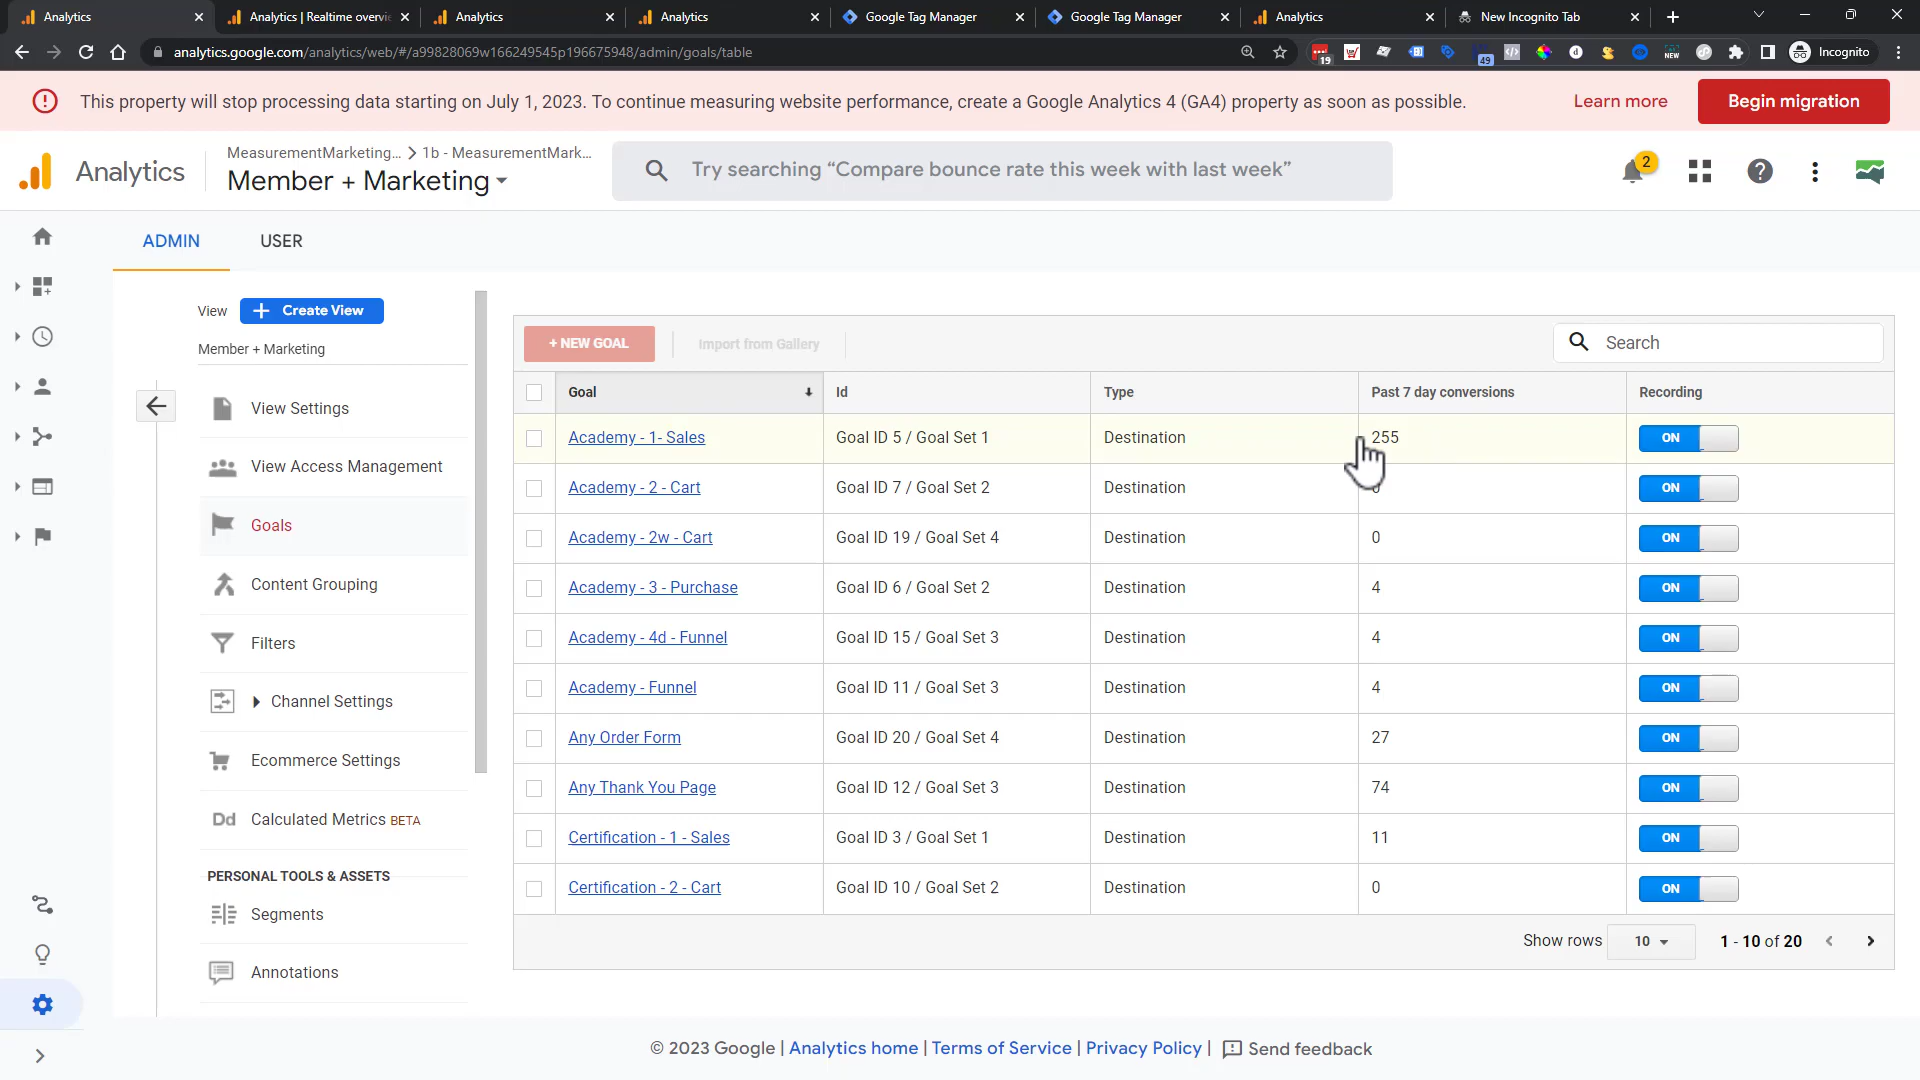 Analytics
Analytics | Realtime overvie
Analytics
Analytics
Google Tag Manager
Google Tag Manager
Analytics
New Incognito Tab
analytics.google.com/analytics/web/#/a99828069w166249545p196675948/admin/goals/table
19
49
NEW
Incognito
This property will stop processing data starting on July 1, 2023. To continue measuring website performance, create a Google Analytics 4 (GA4) property as soon as possible.
Learn more
Begin migration
Analytics
MeasurementMarketing... > 1b - MeasurementMark...
Member + Marketing
Try searching “Compare bounce rate this week with last week”
2
ADMIN
USER
View
+ Create View
Member + Marketing
View Settings
View Access Management
Goals
Content Grouping
Filters
Channel Settings
Ecommerce Settings
Dd Calculated Metrics BETA
PERSONAL TOOLS & ASSETS
Segments
Annotations
+ NEW GOAL
Import from Gallery
Search
Goal Id Type Past 7 day conversions Recording
Academy - 1- Sales Goal ID 5 / Goal Set 1 Destination 255 ON
Academy - 2 - Cart Goal ID 7 / Goal Set 2 Destination 0 ON
Academy - 2w - Cart Goal ID 19 / Goal Set 4 Destination 0 ON
Academy - 3 - Purchase Goal ID 6 / Goal Set 2 Destination 4 ON
Academy - 4d - Funnel Goal ID 15 / Goal Set 3 Destination 4 ON
Academy - Funnel Goal ID 11 / Goal Set 3 Destination 4 ON
Any Order Form Goal ID 20 / Goal Set 4 Destination 27 ON
Any Thank You Page Goal ID 12 / Goal Set 3 Destination 74 ON
Certification - 1 - Sales Goal ID 3 / Goal Set 1 Destination 11 ON
Certification - 2 - Cart Goal ID 10 / Goal Set 2 Destination 0 ON
Show rows 10 1 - 10 of 20
© 2023 Google | Analytics home | Terms of Service | Privacy Policy | Send feedback